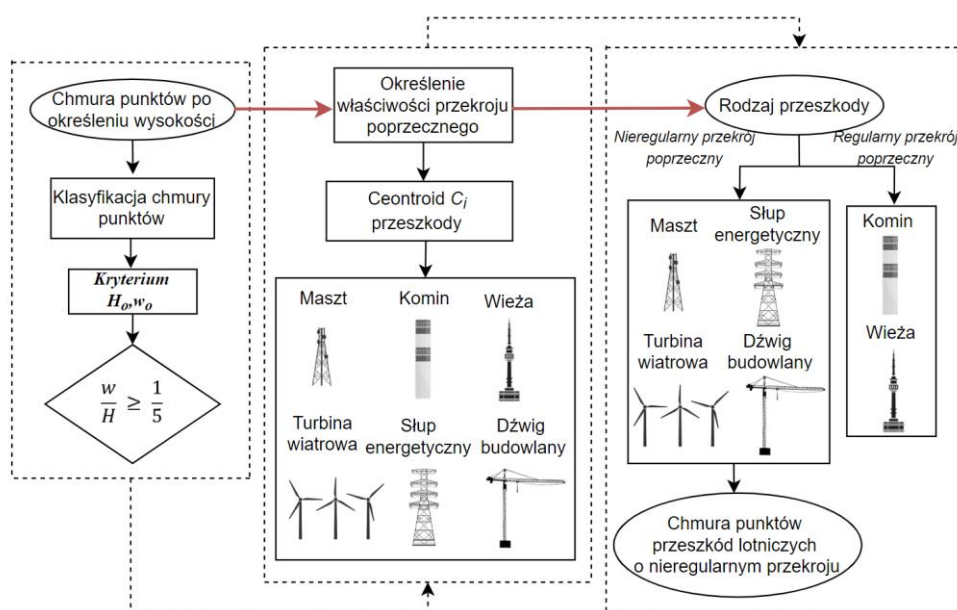 Chmura punktów po
określeniu wysokości
Klasyfikacja chmury
punktów
Kryterium
Hₒ,wₒ
w/H ≥ 1/5
Określenie
właściwości przekroju
poprzecznego
Ceontroid Cᵢ
przeszkody
Maszt
Komin
Wieża
Turbina
wiatrowa
Słup
energetyczny
Dźwig
budowlany
Rodzaj przeszkody
Nieregularny przekrój
poprzeczny
Regularny przekrój
poprzeczny
Maszt
Słup
energetyczny
Turbina
wiatrowa
Dźwig
budowlany
Komin
Wieża
Chmura punktów
przeszkód lotniczych
o nieregularnym przekroju